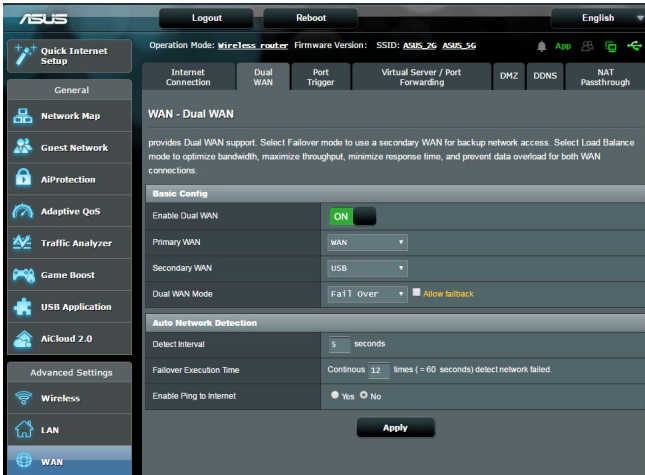 ASUS
Logout
Reboot
English
Operation Mode: Wireless router Firmware Version: SSID: ASUS_2G ASUS_5G
App
Quick Internet
Setup
General
Network Map
Guest Network
AiProtection
Adaptive QoS
Traffic Analyzer
Game Boost
USB Application
AiCloud 2.0
Advanced Settings
Wireless
LAN
WAN
Internet
Connection
Dual
WAN
Port
Trigger
Virtual Server / Port
Forwarding
DMZ
DDNS
NAT
Passthrough
WAN - Dual WAN
provides Dual WAN support. Select Failover mode to use a secondary WAN for backup network access. Select Load Balance
mode to optimize bandwidth, maximize throughput, minimize response time, and prevent data overload for both WAN
connections.
Basic Config
Enable Dual WAN ON
Primary WAN WAN
Secondary WAN USB
Dual WAN Mode Fail Over Allow failback
Auto Network Detection
Detect Interval 5 seconds
Failover Execution Time Continous 12 times ( = 60 seconds) detect network failed.
Enable Ping to Internet Yes No
Apply